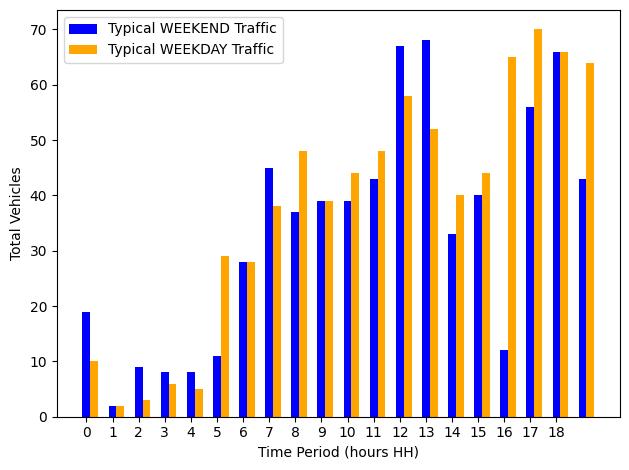 Typical WEEKEND Traffic
Typical WEEKDAY Traffic
70
60
50
40
30
20
10
0
Total Vehicles
0 1 2 3 4 5 6 7 8 9 10 11 12 13 14 15 16 17 18
Time Period (hours HH)